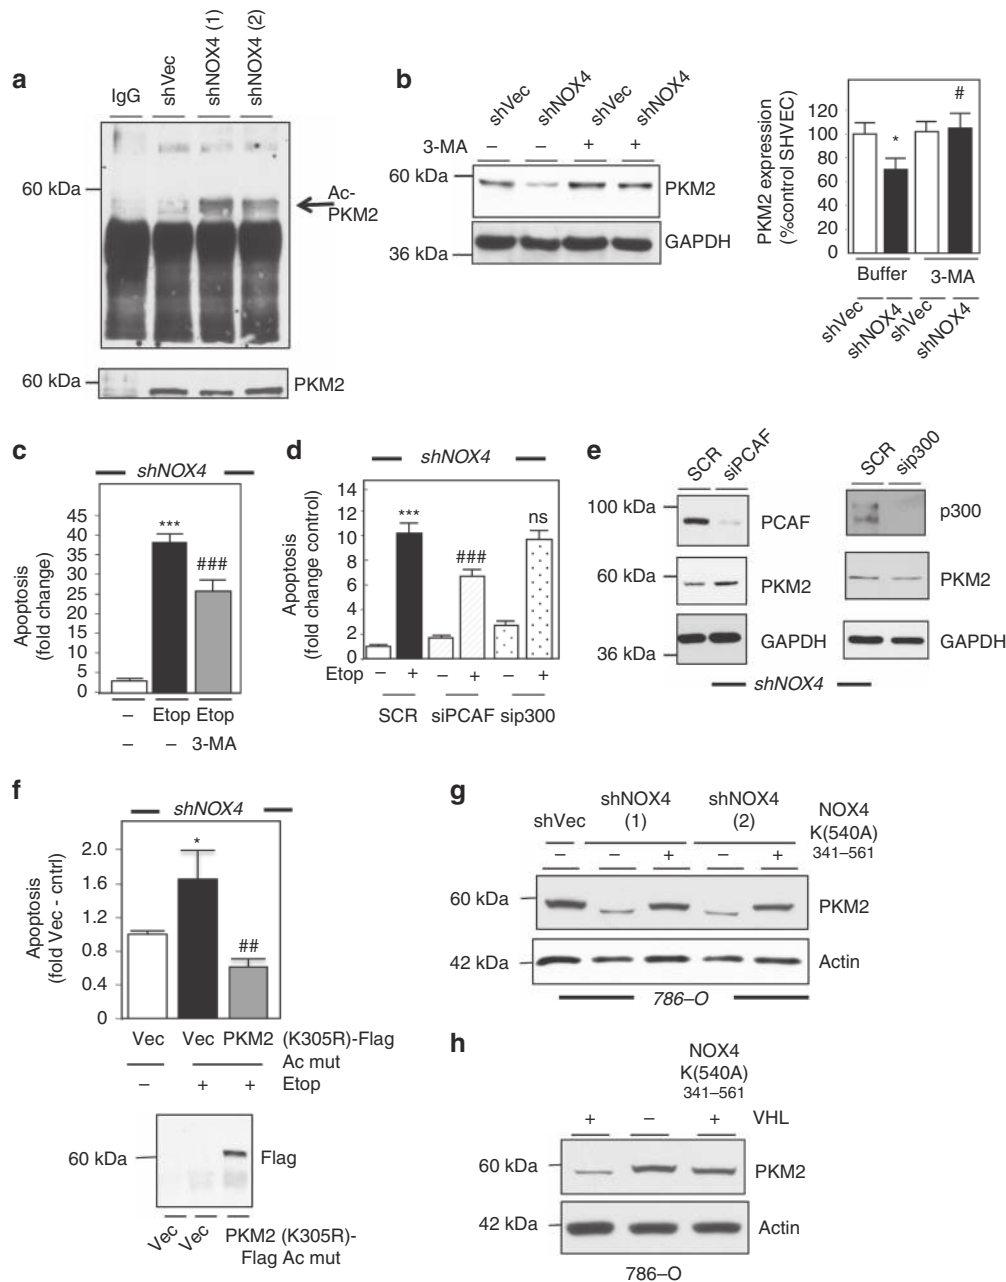 a
IgG
shVec
shNOX4 (1)
shNOX4 (2)
60 kDa
Ac-
PKM2
60 kDa
PKM2
b
shVec
shNOX4
shVec
shNOX4
3-MA
– – + +
60 kDa
PKM2
36 kDa
GAPDH
PKM2 expression
(%control SHVEC)
120
100
80
60
40
20
0
*
#
Buffer
3-MA
shVec
shNOX4
shVec
shNOX4
c
shNOX4
Apoptosis
(fold change)
45
40
35
30
25
20
15
10
5
0
***
###
– Etop Etop
– – 3-MA
d
shNOX4
Apoptosis
(fold change control)
14
12
10
8
6
4
2
0
***
###
ns
Etop – + – + – +
SCR siPCAF sip300
e
SCR
siPCAF
100 kDa
PCAF
60 kDa
PKM2
36 kDa
GAPDH
SCR
sip300
p300
PKM2
GAPDH
shNOX4
f
shNOX4
Apoptosis
(fold Vec - cntrl)
2.0
1.6
1.2
0.8
0.4
0
*
##
Vec Vec PKM2 (K305R)-Flag
Ac mut
– + + Etop
60 kDa
Flag
Vec
Vec
PKM2 (K305R)-
Flag Ac mut
g
shVec
shNOX4
(1)
shNOX4
(2)
NOX4
K(540A)
341–561
– – + – +
60 kDa
PKM2
42 kDa
Actin
786–O
h
NOX4
K(540A)
341–561
+ – + VHL
60 kDa
PKM2
42 kDa
Actin
786–O